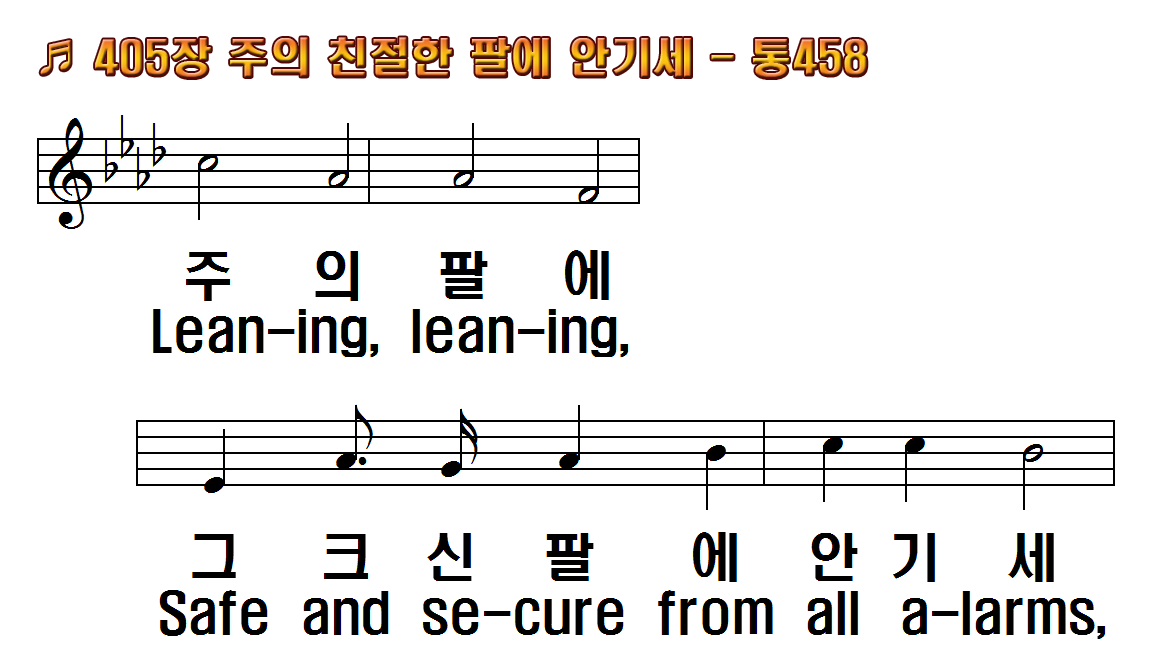 ♬ 405장 주의 친절한 팔에 안기세 - 통458
주 의 팔 에
Lean-ing, lean-ing,
그 크 신 팔 에 안 기 세
Safe and se-cure from all a-larms,